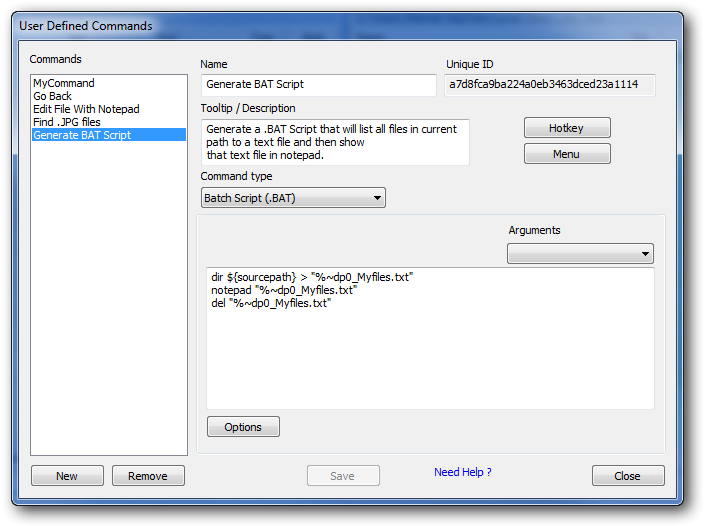 User Defined Commands
Commands
MyCommand
Go Back
Edit File With Notepad
Find .JPG files
Generate BAT Script
Name
Generate BAT Script
Unique ID
a7d8fca9ba224a0eb3463dced23a1114
Tooltip / Description
Generate a .BAT Script that will list all files in current
path to a text file and then show
that text file in notepad.
Hotkey
Menu
Command type
Batch Script (.BAT)
Arguments
dir ${sourcepath} > "%~dp0_Myfiles.txt"
notepad "%~dp0_Myfiles.txt"
del "%~dp0_Myfiles.txt"
Options
New
Remove
Save
Need Help ?
Close